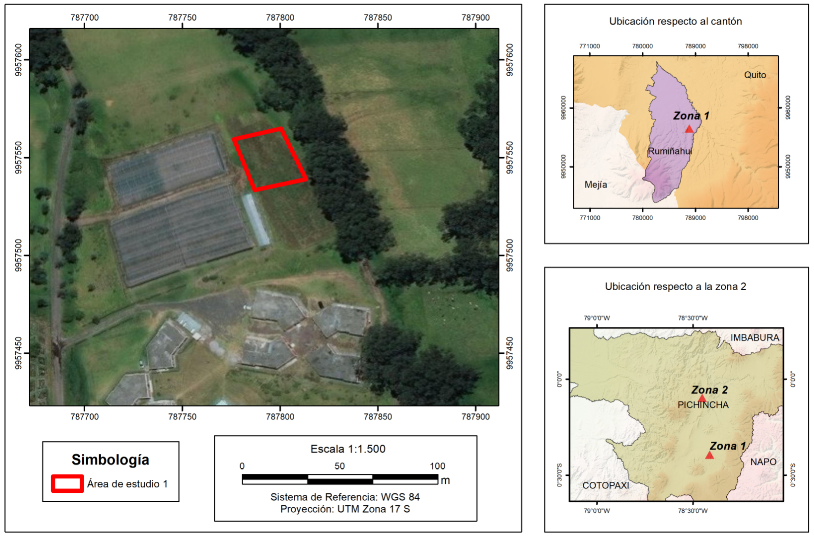 787700 787750 787800 787850 787900
9957600 9957600
9957550 9957550
9957500 9957500
9957450 9957450
787700 787750 787800 787850 787900
Simbología
Área de estudio 1
Escala 1:1.500
0 50 100
m
Sistema de Referencia: WGS 84
Proyección: UTM Zona 17 S
Ubicación respecto al cantón
771000 780000 789000 798000
Quito
9960000 9960000
Zona 1
Rumiñahui
9950000 9950000
Mejía
771000 780000 789000 798000
Ubicación respecto a la zona 2
79°0'0"W 78°30'0"W
IMBABURA
0°0'0" 0°0'0"
Zona 2
PICHINCHA
Zona 1
NAPO
0°30'0"S 0°30'0"S
COTOPAXI
79°0'0"W 78°30'0"W